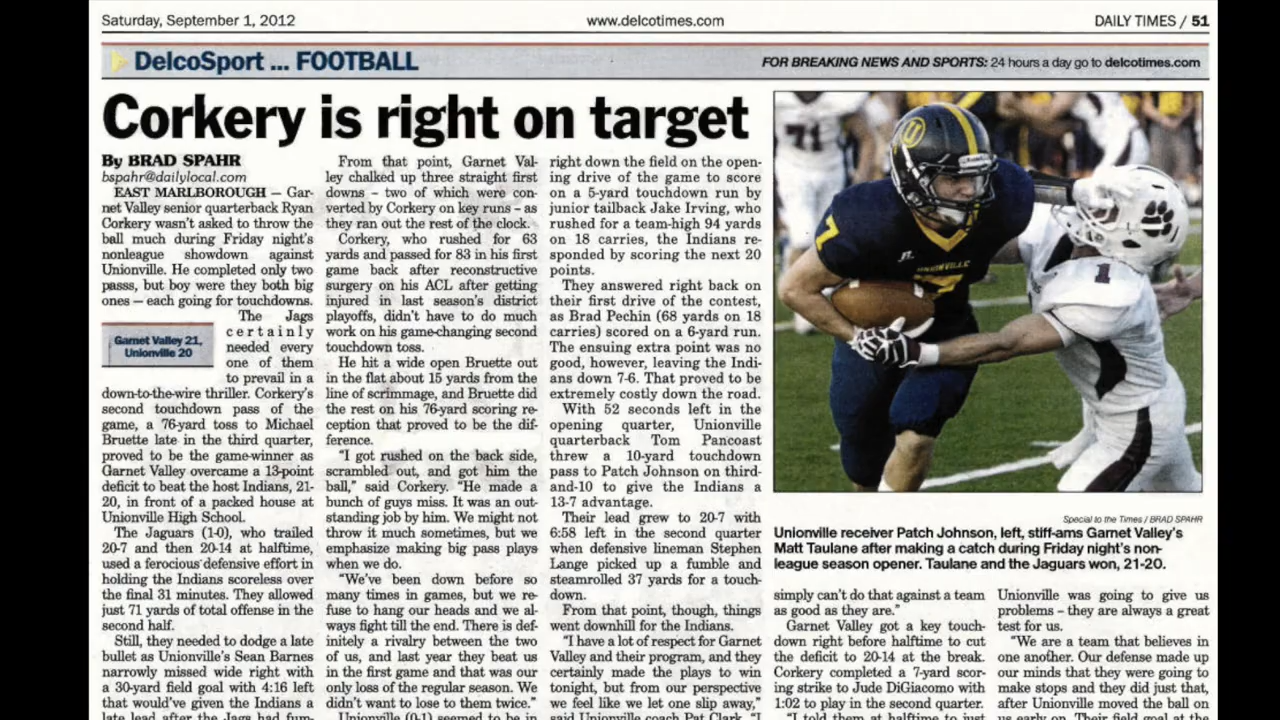 Saturday, September 1, 2012
www.delcotimes.com
DAILY TIMES / 51
DelcoSport ... FOOTBALL
FOR BREAKING NEWS AND SPORTS: 24 hours a day go to delcotimes.com
Corkery is right on target
By BRAD SPAHR
bspahr@dailylocal.com
EAST MARLBOROUGH — Gar-
net Valley senior quarterback Ryan
Corkery wasn't asked to throw the
ball much during Friday night's
nonleague showdown against
Unionville. He completed only two
passs, but boy were they both big
ones — each going for touchdowns.
The Jags
certainly
needed every
one of them
to prevail in a
Garnet Valley 21,
Unionville 20
down-to-the-wire thriller. Corkery's
second touchdown pass of the
game, a 76-yard toss to Michael
Bruette late in the third quarter,
proved to be the game-winner as
Garnet Valley overcame a 13-point
deficit to beat the host Indians, 21-
20, in front of a packed house at
Unionville High School.
The Jaguars (1-0), who trailed
20-7 and then 20-14 at halftime,
used a ferocious defensive effort in
holding the Indians scoreless over
the final 31 minutes. They allowed
just 71 yards of total offense in the
second half.
Still, they needed to dodge a late
bullet as Unionville's Sean Barnes
narrowly missed wide right with
a 30-yard field goal with 4:16 left
that would've given the Indians a
late lead after the Jags had fum-
From that point, Garnet Val-
ley chalked up three straight first
downs – two of which were con-
verted by Corkery on key runs – as
they ran out the rest of the clock.
Corkery, who rushed for 63
yards and passed for 83 in his first
game back after reconstructive
surgery on his ACL after getting
injured in last season's district
playoffs, didn't have to do much
work on his game-changing second
touchdown toss.
He hit a wide open Bruette out
in the flat about 15 yards from the
line of scrimmage, and Bruette did
the rest on his 76-yard scoring re-
ception that proved to be the dif-
ference.
"I got rushed on the back side,
scrambled out, and got him the
ball," said Corkery. "He made a
bunch of guys miss. It was an out-
standing job by him. We might not
throw it much sometimes, but we
emphasize making big pass plays
when we do.
"We've been down before so
many times in games, but we re-
fuse to hang our heads and we al-
ways fight till the end. There is def-
initely a rivalry between the two
of us, and last year they beat us
in the first game and that was our
only loss of the regular season. We
didn't want to lose to them twice."
Unionville (0-1) seemed to be in
right down the field on the open-
ing drive of the game to score
on a 5-yard touchdown run by
junior tailback Jake Irving, who
rushed for a team-high 94 yards
on 18 carries, the Indians re-
sponded by scoring the next 20
points.
They answered right back on
their first drive of the contest,
as Brad Pechin (68 yards on 18
carries) scored on a 6-yard run.
The ensuing extra point was no
good, however, leaving the Indi-
ans down 7-6. That proved to be
extremely costly down the road.
With 52 seconds left in the
opening quarter, Unionville
quarterback Tom Pancoast
threw a 10-yard touchdown
pass to Patch Johnson on third-
and-10 to give the Indians a
13-7 advantage.
Their lead grew to 20-7 with
6:58 left in the second quarter
when defensive lineman Stephen
Lange picked up a fumble and
steamrolled 37 yards for a touch-
down.
From that point, though, things
went downhill for the Indians.
"I have a lot of respect for Garnet
Valley and their program, and they
certainly made the plays to win
tonight, but from our perspective
we feel like we let one slip away,"
said Unionville coach Pat Clark. "I
71
U
7
UNIONVILLE
1
Special to the Times / BRAD SPAHR
Unionville receiver Patch Johnson, left, stiff-ams Garnet Valley's
Matt Taulane after making a catch during Friday night's non-
league season opener. Taulane and the Jaguars won, 21-20.
simply can't do that against a team
as good as they are."
Garnet Valley got a key touch-
down right before halftime to cut
the deficit to 20-14 at the break.
Corkery completed a 7-yard scor-
ing strike to Jude DiGiacomo with
1:02 to play in the second quarter.
"I told them at halftime to just
Unionville was going to give us
problems – they are always a great
test for us.
"We are a team that believes in
one another. Our defense made up
our minds that they were going to
make stops and they did just that,
after Unionville moved the ball on
us early on. Their field goal at the